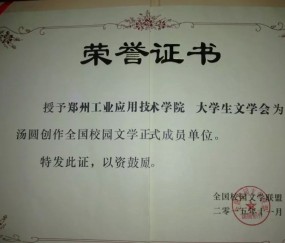 荣誉证书
授予郑州工业应用技术学院 大学生文学会为
汤圆创作全国校园文学正式成员单位。
特发此证，以资鼓励。
全国校园文学联盟
二零一五年十一月